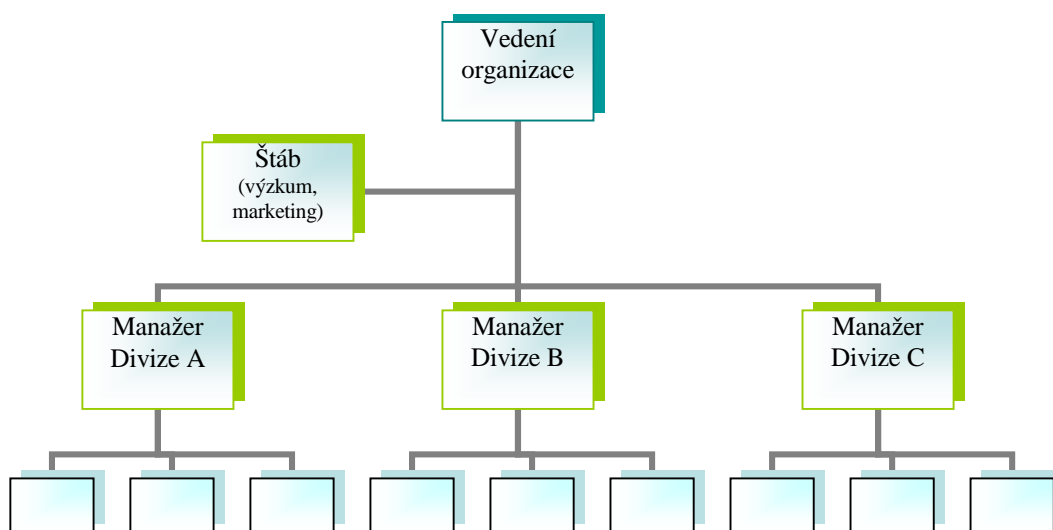 Vedení
organizace
Štáb
(výzkum,
marketing)
Manažer
Divize A
Manažer
Divize B
Manažer
Divize C